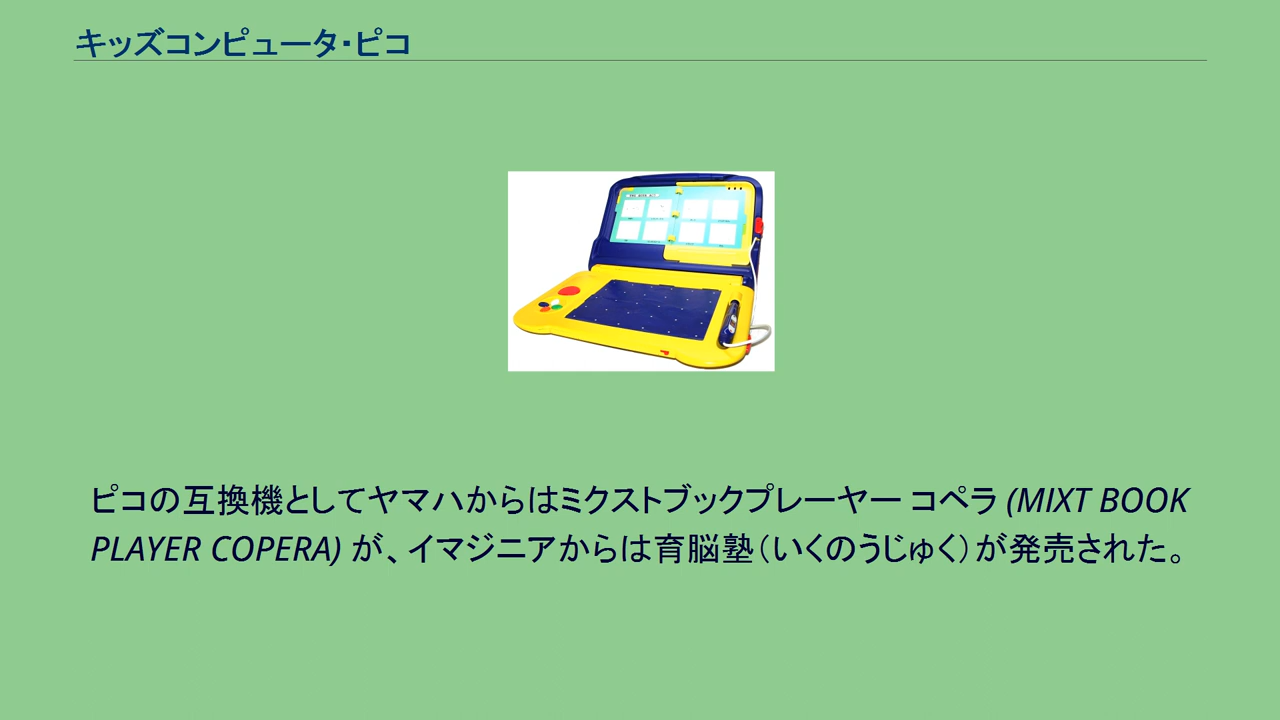 キッズコンピュータ・ピコ
ピコの互換機としてヤマハからはミクストブックプレーヤー コペラ (MIXT BOOK
PLAYER COPERA) が、イマジニアからは育脳塾（いくのうじゅく）が発売された。